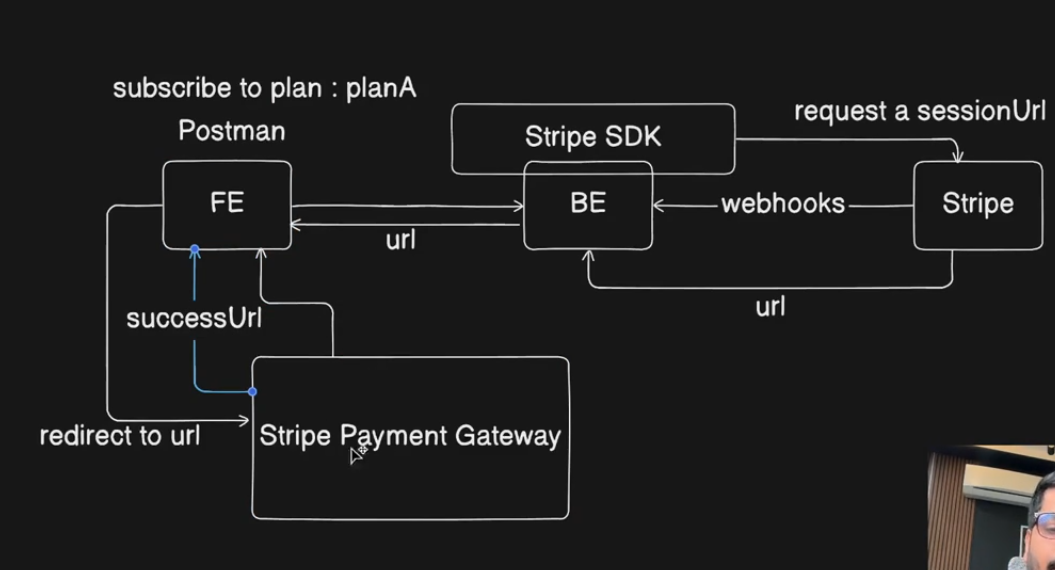 subscribe to plan : planA
Postman
Stripe SDK
request a sessionUrl
FE
BE
webhooks
Stripe
url
url
successUrl
redirect to url
Stripe Payment Gateway